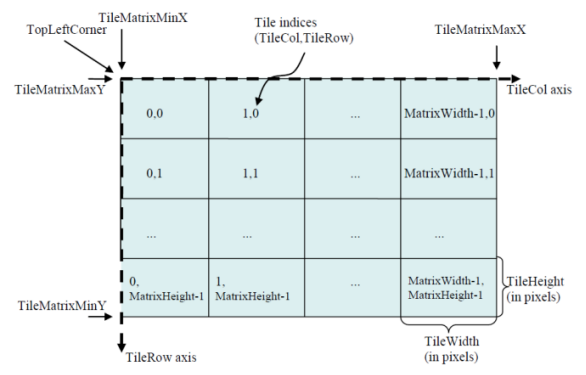 TileMatrixMinX
TopLeftCorner
Tile indices
(TileCol,TileRow)
TileMatrixMaxX
TileMatrixMaxY
TileCol axis
0,0
1,0
...
MatrixWidth-1,0
0,1
1,1
...
MatrixWidth-1,1
...
...
...
...
0,
MatrixHeight-1
1,
MatrixHeight-1
...
MatrixWidth-1,
MatrixHeight-1
TileHeight
(in pixels)
TileMatrixMinY
TileRow axis
TileWidth
(in pixels)